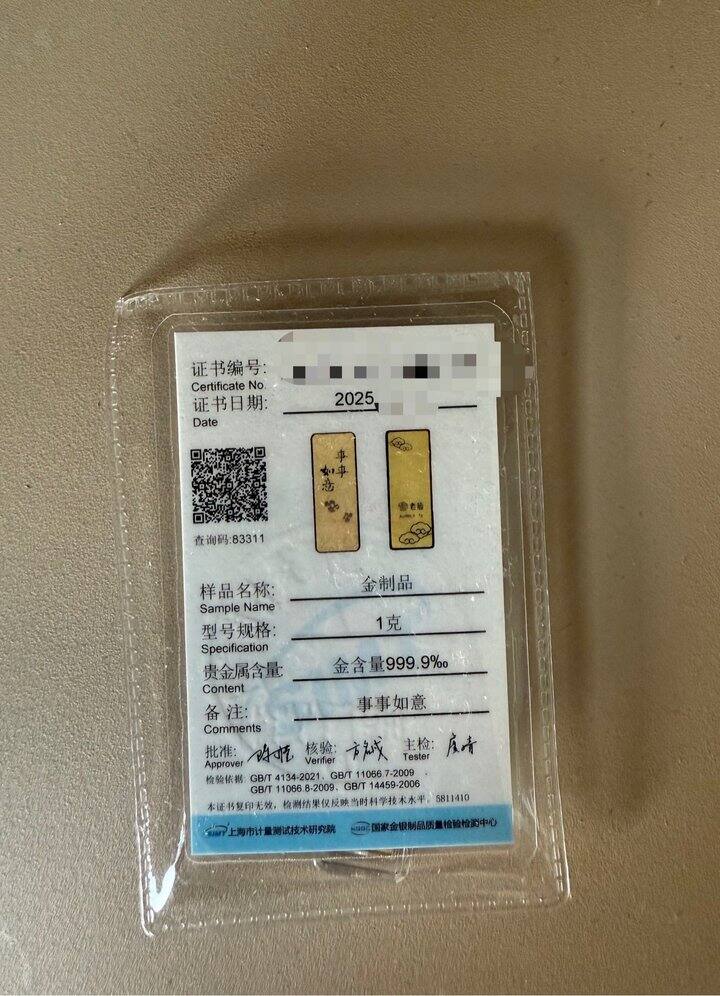 证书编号:
Certificate No.
证书日期: 2025
Date
事事
如意
Au999.9 1g
查询码:83311
样品名称: 金制品
Sample Name
型号规格: 1克
Specification
贵金属含量: 金含量999.9‰
Content
备 注: 事事如意
Comments
批准: 核验: 主检:
Approver Verifier Tester
检验依据: GB/T 4134-2021、GB/T 11066.7-2009、
GB/T 11066.8-2009、GB/T 14459-2006
本证书复印无效，检测结果仅反映当时科学技术水平。5811410
SIMT 上海市计量测试技术研究院 NGSC 国家金银制品质量检验检测中心